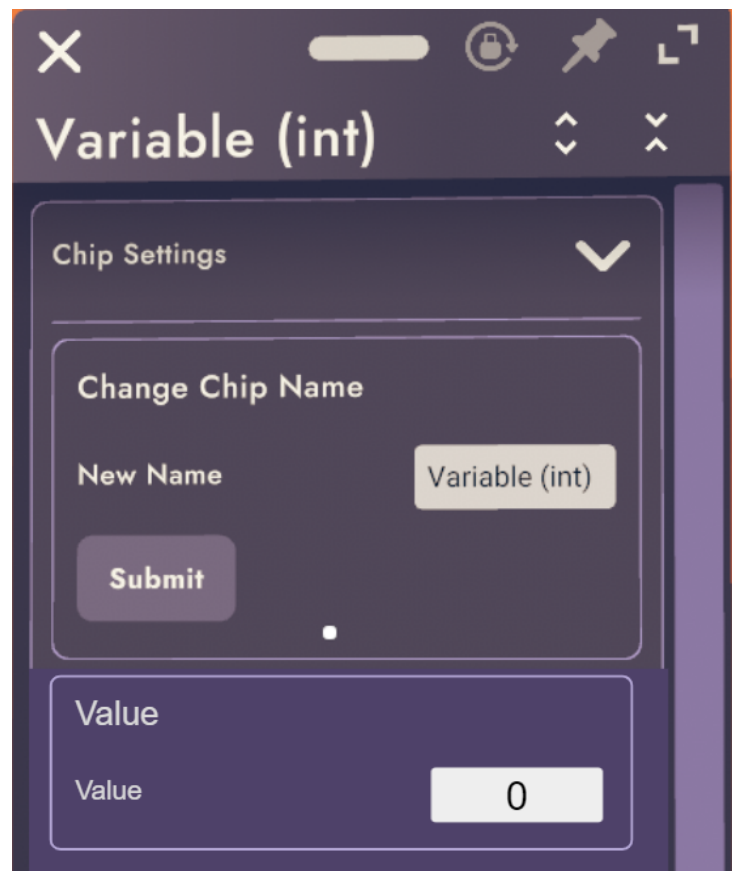 Variable (int)
Chip Settings
Change Chip Name
New Name
Variable (int)
Submit
Value
Value
0